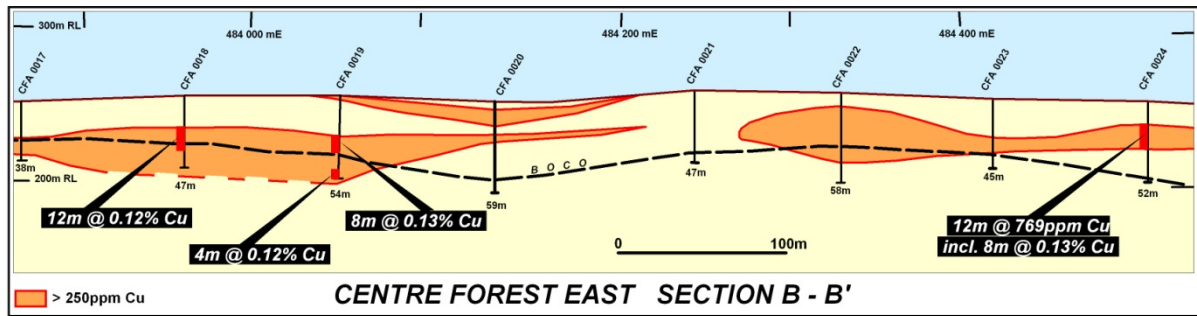 300m RL
484 000 mE
484 200 mE
484 400 mE
CFA 0017
CFA 0018
CFA 0019
CFA 0020
CFA 0021
CFA 0022
CFA 0023
CFA 0024
BOCO
38m
47m
54m
59m
47m
58m
45m
52m
200m RL
12m @ 0.12% Cu
4m @ 0.12% Cu
8m @ 0.13% Cu
0 100m
12m @ 769ppm Cu
incl. 8m @ 0.13% Cu
> 250ppm Cu
CENTRE FOREST EAST SECTION B - B'